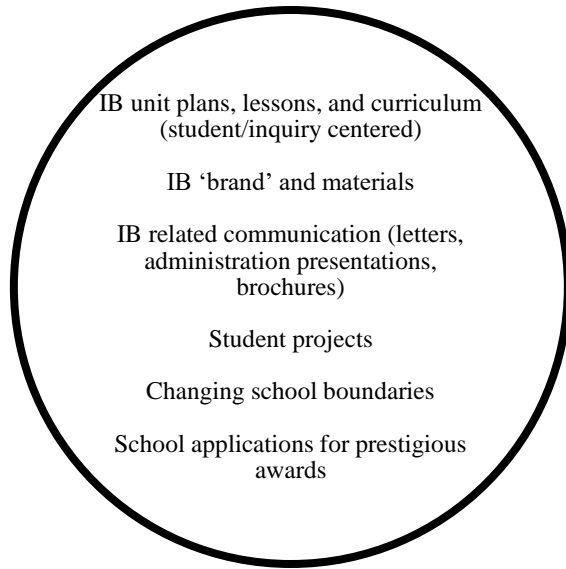 IB unit plans, lessons, and curriculum
(student/inquiry centered)
IB ‘brand’ and materials
IB related communication (letters,
administration presentations,
brochures)
Student projects
Changing school boundaries
School applications for prestigious
awards